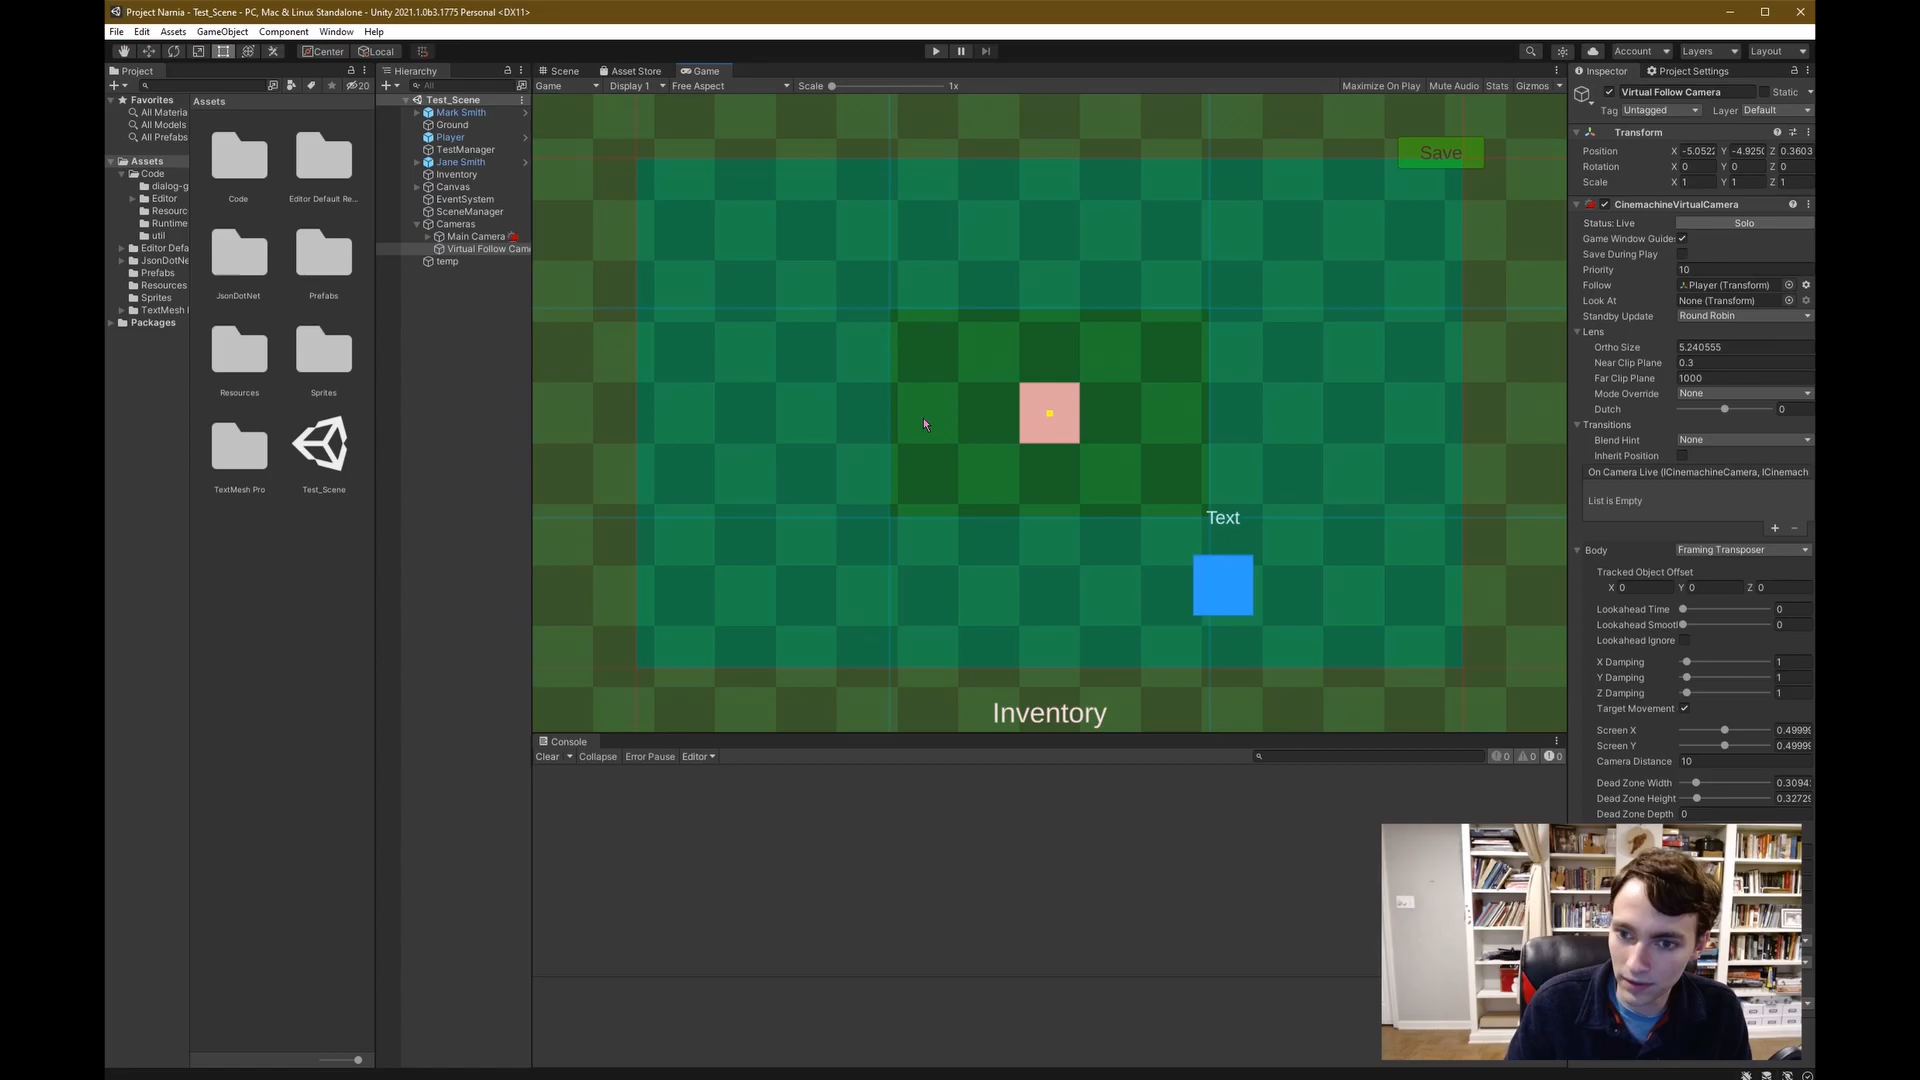 Project Narnia - Test_Scene - PC, Mac & Linux Standalone - Unity 2021.1.0b3.1775 Personal <DX11>
File Edit Assets GameObject Component Window Help
Center Local Account Layers Layout
Project Hierarchy Scene Asset Store Game Inspector Project Settings
20 All Game Display 1 Free Aspect Scale 1x Maximize On Play Mute Audio Stats Gizmos
Virtual Follow Camera Static
Tag Untagged Layer Default
Favorites
All Materia
All Models
All Prefabs
Assets
Code
dialog-g
Editor
Resourc
Runtime
util
Editor Defa
JsonDotNe
Prefabs
Resources
Sprites
TextMesh I
Packages
Assets
Code Editor Default Re...
JsonDotNet Prefabs
Resources Sprites
TextMesh Pro Test_Scene
Test_Scene
Mark Smith
Ground
Player
TestManager
Jane Smith
Inventory
Canvas
EventSystem
SceneManager
Cameras
Main Camera
Virtual Follow Cam
temp
Save
Text
Inventory
Console
Clear Collapse Error Pause Editor 0 0 0
Transform
Position X -5.0522 Y -4.925 Z 0.3603
Rotation X 0 Y 0 Z 0
Scale X 1 Y 1 Z 1
CinemachineVirtualCamera
Status: Live Solo
Game Window Guide
Save During Play
Priority 10
Follow Player (Transform)
Look At None (Transform)
Standby Update Round Robin
Lens
Ortho Size 5.240555
Near Clip Plane 0.3
Far Clip Plane 1000
Mode Override None
Dutch 0
Transitions
Blend Hint None
Inherit Position
On Camera Live (ICinemachineCamera, ICinemach
List is Empty
Body Framing Transposer
Tracked Object Offset
X 0 Y 0 Z 0
Lookahead Time 0
Lookahead Smoot 0
Lookahead Ignore
X Damping 1
Y Damping 1
Z Damping 1
Target Movement
Screen X 0.4999
Screen Y 0.4999
Camera Distance 10
Dead Zone Width 0.3094
Dead Zone Height 0.3272
Dead Zone Depth 0